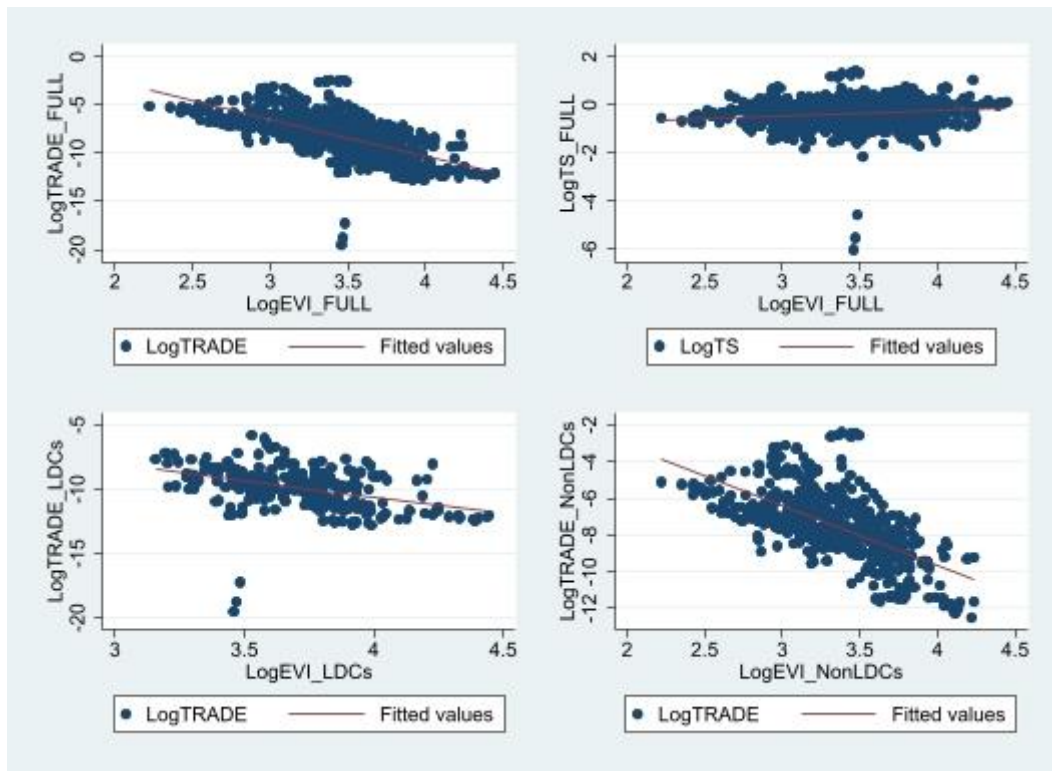 LogTRADE_FULL
0
-5
-10
-15
-20
2
2.5
3
3.5
4
4.5
LogEVI_FULL
LogTRADE
Fitted values
LogTS_FULL
2
0
-2
-4
-6
2
2.5
3
3.5
4
4.5
LogEVI_FULL
LogTS
Fitted values
LogTRADE_LDCs
-5
-10
-15
-20
3
3.5
4
4.5
LogEVI_LDCs
LogTRADE
Fitted values
LogTRADE_NonLDCs
-2
-4
-6
-8
-10
-12
2
2.5
3
3.5
4
4.5
LogEVI_NonLDCs
LogTRADE
Fitted values